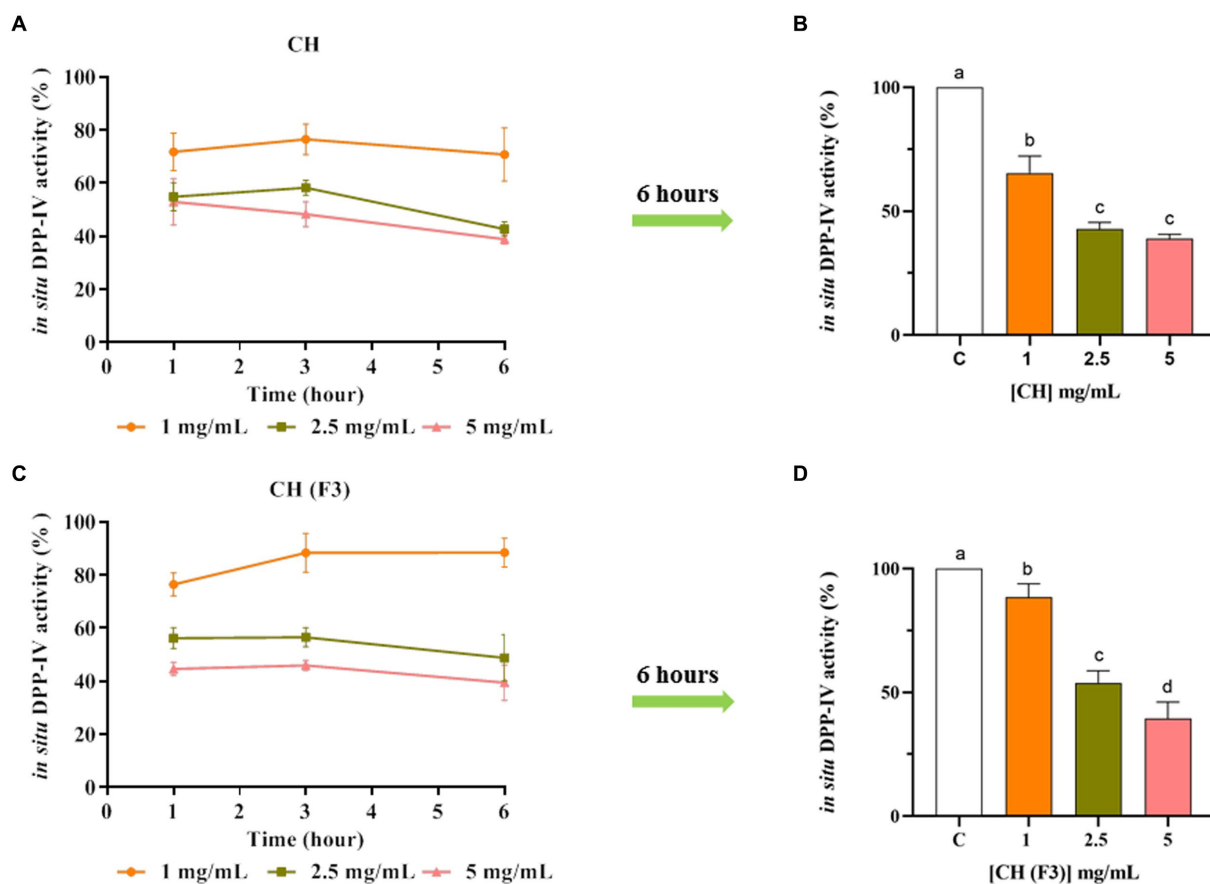 A
CH
in situ DPP-IV activity (% )
100
80
60
40
20
0
0 1 2 3 4 5 6
Time (hour)
1 mg/mL 2.5 mg/mL 5 mg/mL
6 hours
B
in situ DPP-IV activity (% )
100
50
0
a
b
c
c
C 1 2.5 5
[CH] mg/mL
C
CH (F3)
in situ DPP-IV activity (% )
100
80
60
40
20
0
0 1 2 3 4 5 6
Time (hour)
1 mg/mL 2.5 mg/mL 5 mg/mL
6 hours
D
in situ DPP-IV activity (% )
100
50
0
a
b
c
d
C 1 2.5 5
[CH (F3)] mg/mL